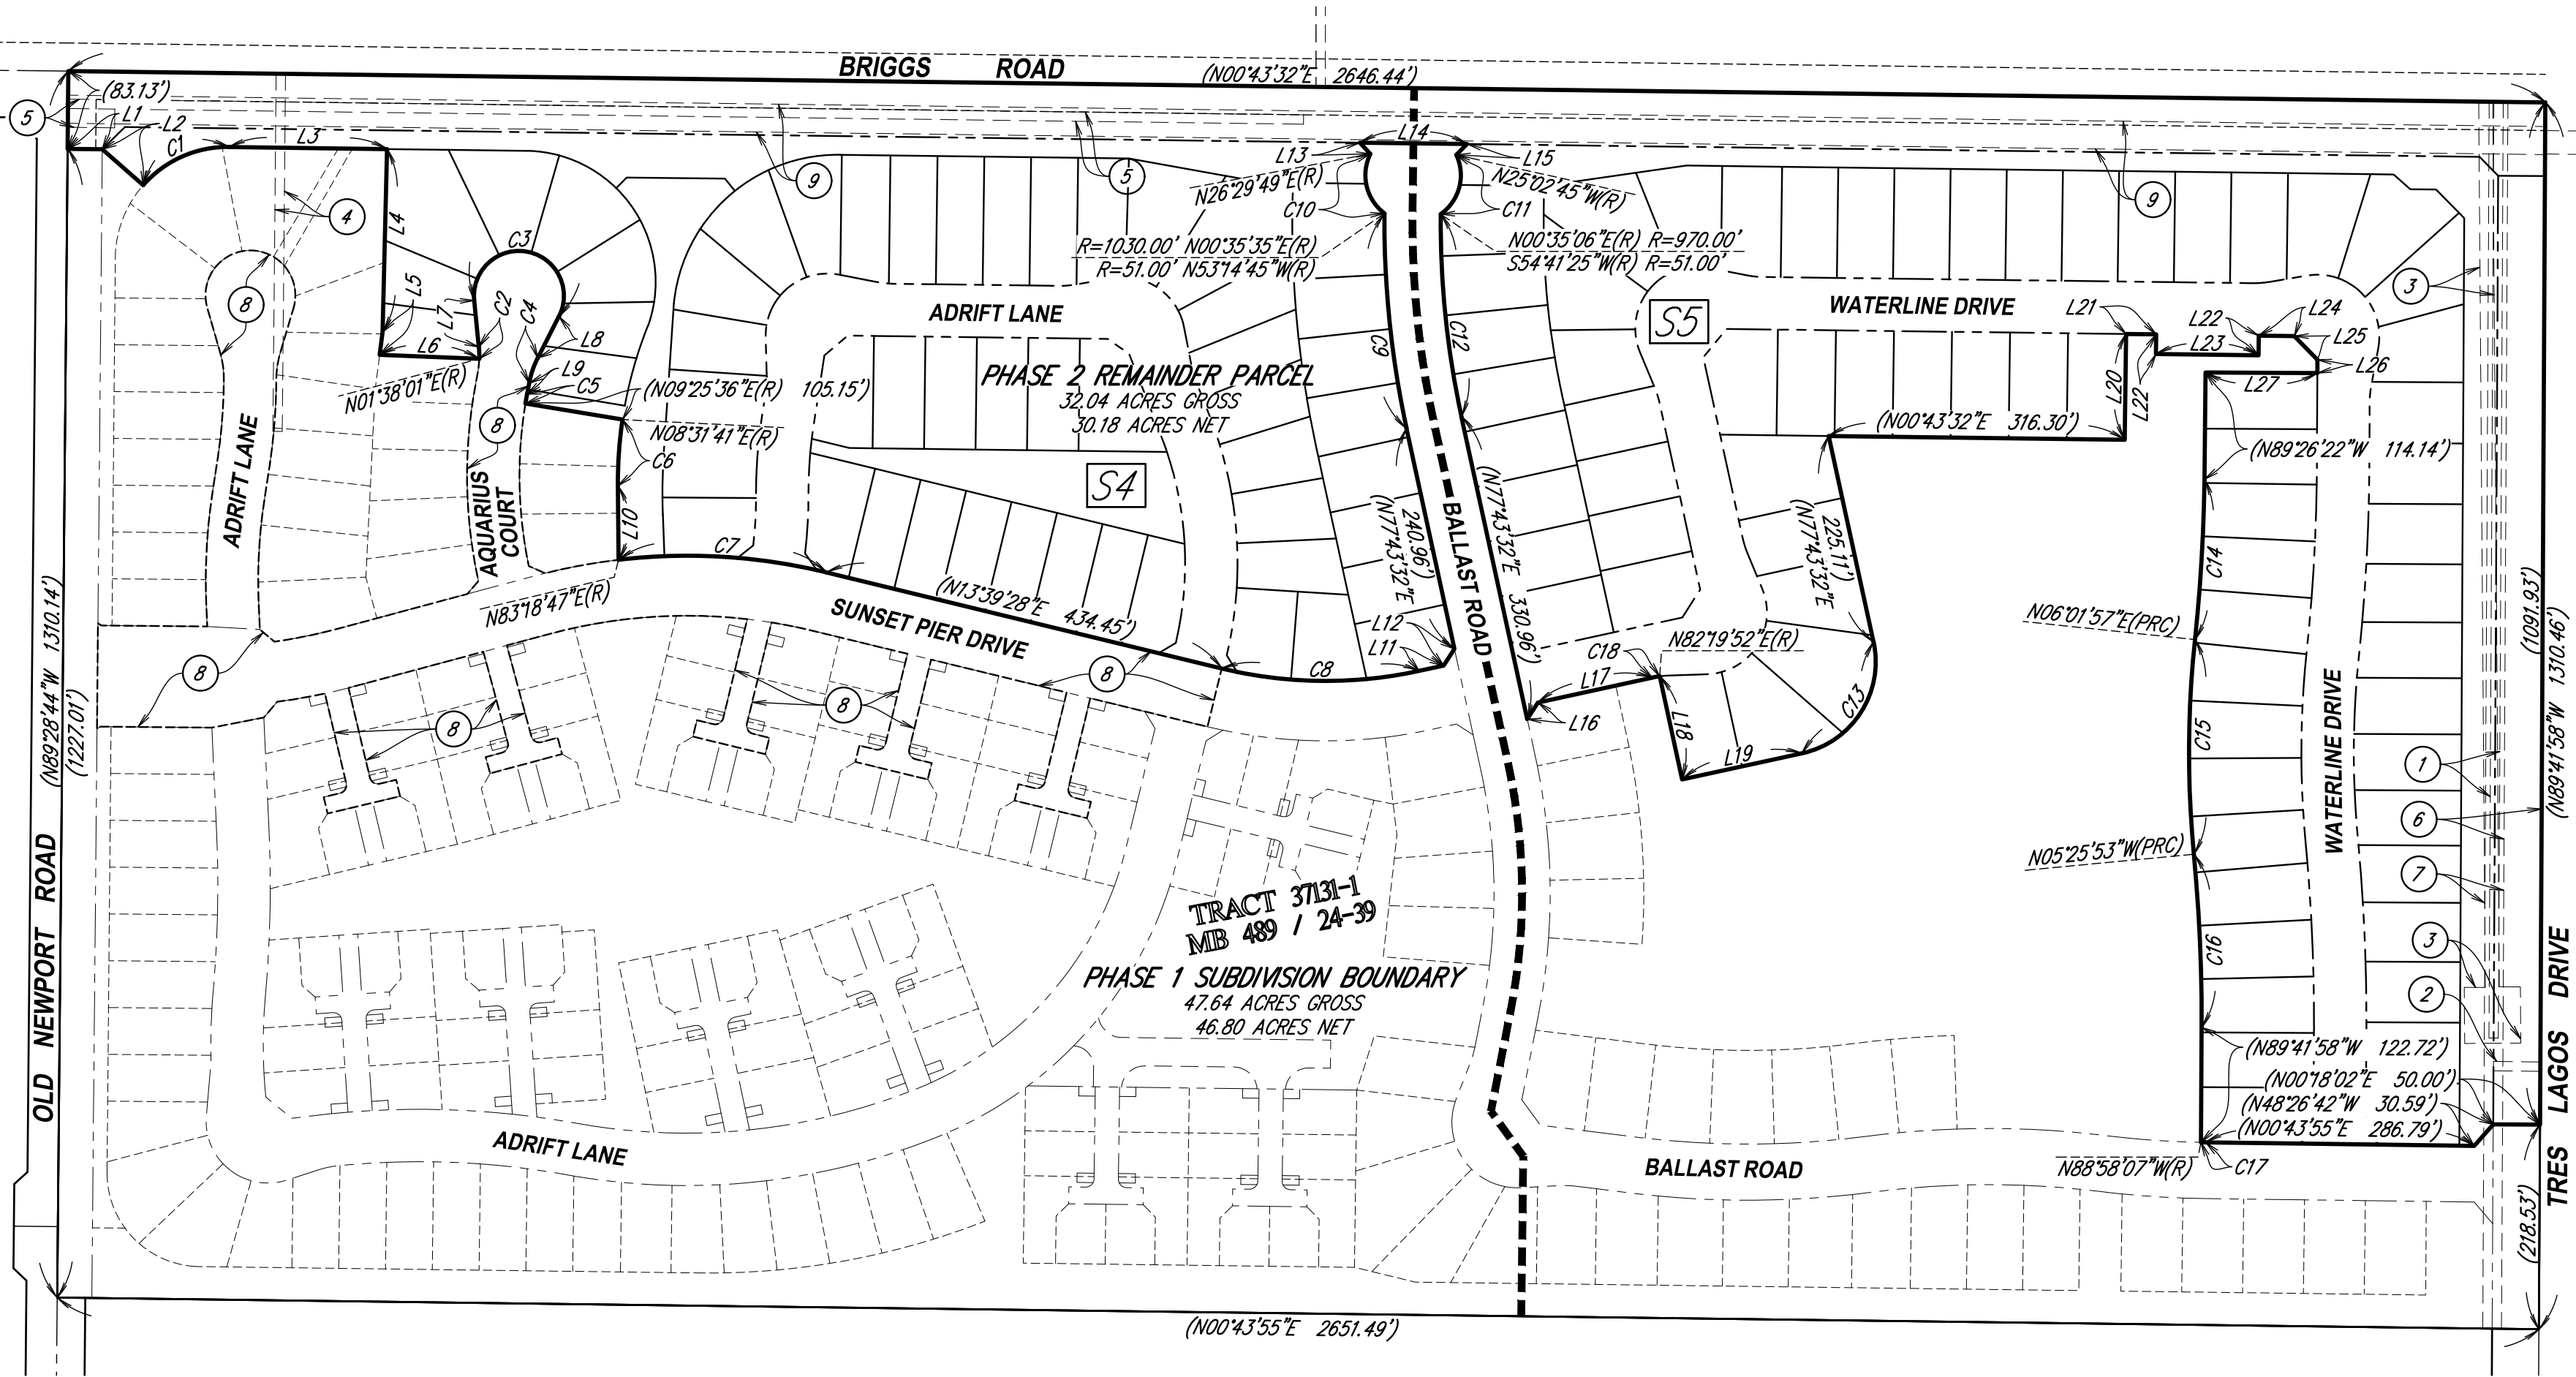 BRIGGS ROAD
(N00°43'32"E 2646.44')
(83.13')
5
L1
L2
C1
L3
L4
4
L5
L6
L7
C2
C3
C4
L8
L9
C5
8
8
N01°38'01"E(R)
(N09°25'36"E(R) 105.15')
N08°31'41"E(R)
C6
L10
ADRIFT LANE
AQUARIUS
COURT
N83°18'47"E(R)
9
5
ADRIFT LANE
PHASE 2 REMAINDER PARCEL
32.04 ACRES GROSS
30.18 ACRES NET
S4
C7
(N13°39'28"E 434.45')
SUNSET PIER DRIVE
8
8
8
8
C8
L11
L12
L13
L14
L15
N26°29'49"E(R)
N25°02'45"W(R)
C10
C11
R=1030.00' N00°35'35"E(R)
R=51.00' N53°14'45"W(R)
N00°35'06"E(R) R=970.00'
S54°41'25"W(R) R=51.00'
C9
C12
240.96')
(N77°43'32"E
BALLAST ROAD
(N77°43'32"E 330.96')
S5
WATERLINE DRIVE
9
3
L21
L22
L23
L24
L25
L26
L20
L22
L27
(N00°43'32"E 316.30')
(N89°26'22"W 114.14')
225.11')
(N77°43'32"E
N82°19'52"E(R)
C18
L17
L16
L18
L19
C13
C14
N06°01'57"E(PRC)
C15
N05°25'53"W(PRC)
C16
WATERLINE DRIVE
1
6
7
3
2
(1091.93')
(N89°41'58"W 1310.46')
(N89°41'58"W 122.72')
(N00°18'02"E 50.00')
(N48°26'42"W 30.59')
(N00°43'55"E 286.79')
N88°58'07"W(R)
C17
TRES LAGOS DRIVE
(218.53')
OLD NEWPORT ROAD
(N89°28'44"W 1310.14')
(1227.01')
TRACT 37131-1
MB 489 / 24-39
PHASE 1 SUBDIVISION BOUNDARY
47.64 ACRES GROSS
46.80 ACRES NET
ADRIFT LANE
BALLAST ROAD
(N00°43'55"E 2651.49')